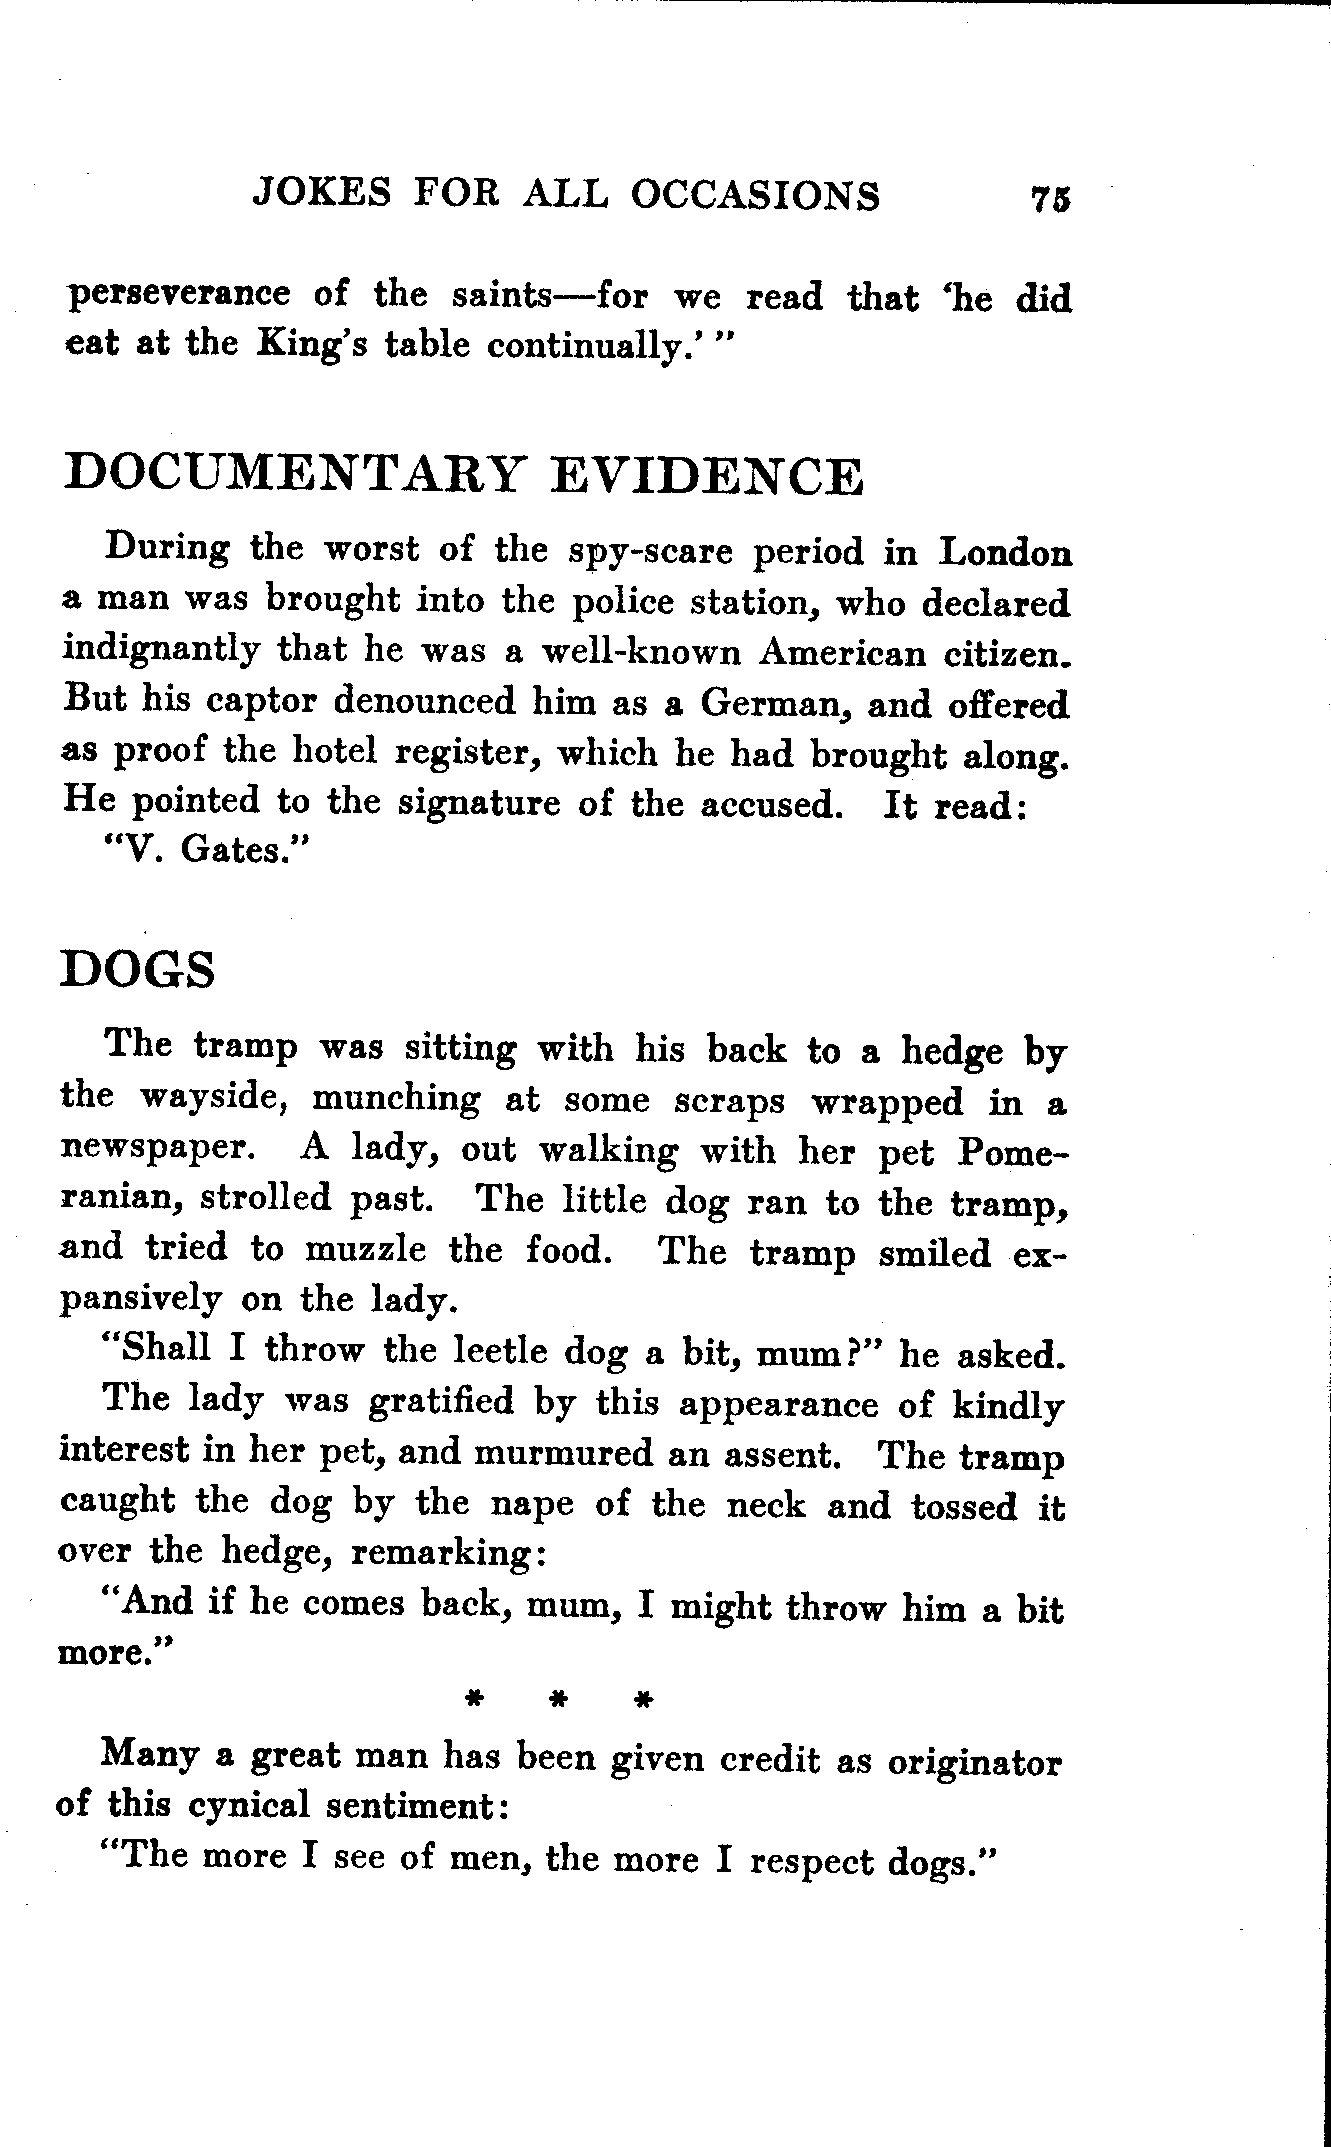 JOKES FOR ALL OCCASIONS 75
perseverance of the saints—for we read that ‘he did
eat at the King’s table continually.’ ”
DOCUMENTARY EVIDENCE
During the worst of the spy-scare period in London
a man was brought into the police station, who declared
indignantly that he was a well-known American citizen.
But his captor denounced him as a German, and offered
as proof the hotel register, which he had brought along.
He pointed to the signature of the accused. It read:
“V. Gates.”
DOGS
The tramp was sitting with his back to a hedge by
the wayside, munching at some scraps wrapped in a
newspaper. A lady, out walking with her pet Pome-
ranian, strolled past. The little dog ran to the tramp,
and tried to muzzle the food. The tramp smiled ex-
pansively on the lady.
“Shall I throw the leetle dog a bit, mum?” he asked.
The lady was gratified by this appearance of kindly
interest in her pet, and murmured an assent. The tramp
caught the dog by the nape of the neck and tossed it
over the hedge, remarking:
“And if he comes back, mum, I might throw him a bit
more.”
* * *
Many a great man has been given credit as originator
of this cynical sentiment:
“The more I see of men, the more I respect dogs.”